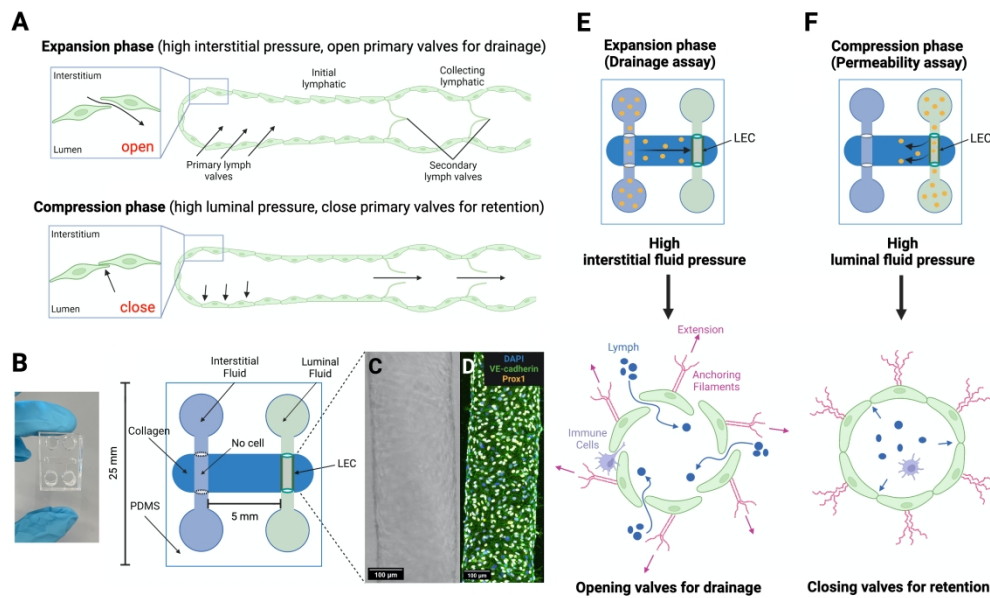 A
Expansion phase (high interstitial pressure, open primary valves for drainage)
Interstitium
open
Lumen
Initial
lymphatic
Collecting
lymphatic
Primary lymph
valves
Secondary
lymph valves
Compression phase (high luminal pressure, close primary valves for retention)
Interstitium
close
Lumen
B
25 mm
Interstitial
Fluid
Luminal
Fluid
Collagen
No cell
LEC
PDMS
5 mm
C
100 μm
D
DAPI
VE-cadherin
Prox1
100 μm
E
Expansion phase
(Drainage assay)
LEC
High
interstitial fluid pressure
Extension
Lymph
Anchoring
Filaments
Immune
Cells
Opening valves for drainage
F
Compression phase
(Permeability assay)
LEC
High
luminal fluid pressure
Closing valves for retention